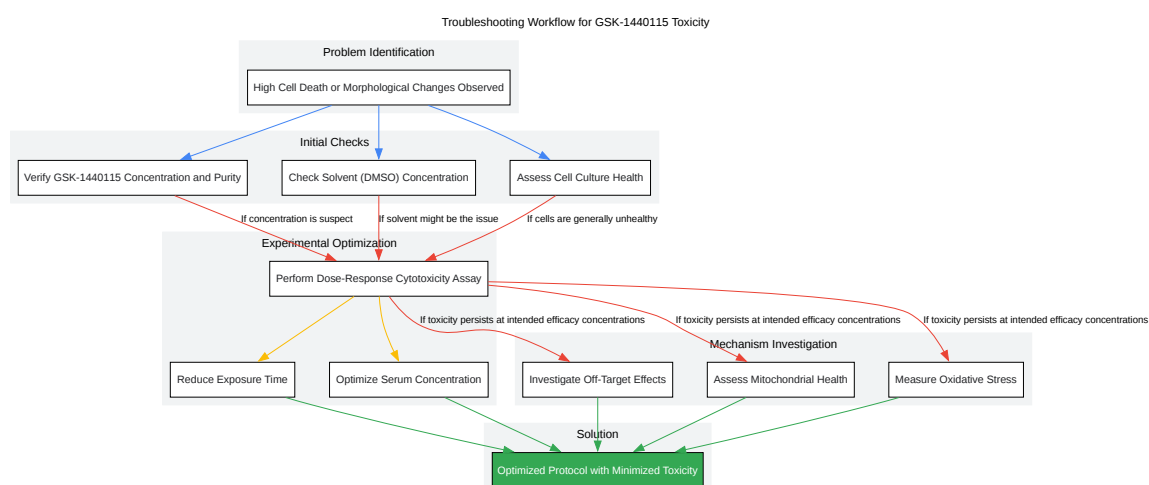 Troubleshooting Workflow for GSK-1440115 Toxicity
Problem Identification
High Cell Death or Morphological Changes Observed
Initial Checks
Verify GSK-1440115 Concentration and Purity
Check Solvent (DMSO) Concentration
Assess Cell Culture Health
If concentration is suspect
If solvent might be the issue
If cells are generally unhealthy
Experimental Optimization
Perform Dose-Response Cytotoxicity Assay
If toxicity persists at intended efficacy concentrations
If toxicity persists at intended efficacy concentrations
If toxicity persists at intended efficacy concentrations
Mechanism Investigation
Reduce Exposure Time
Optimize Serum Concentration
Investigate Off-Target Effects
Assess Mitochondrial Health
Measure Oxidative Stress
Solution
Optimized Protocol with Minimized Toxicity